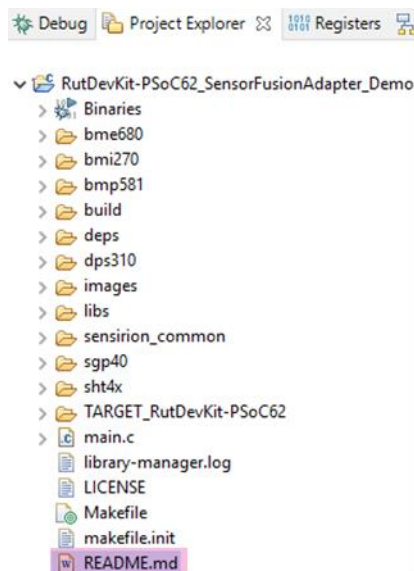 Debug Project Explorer Registers
RutDevKit-PSoC62_SensorFusionAdapter_Demo
Binaries
bme680
bmi270
bmp581
build
deps
dps310
images
libs
sensirion_common
sgp40
sht4x
TARGET_RutDevKit-PSoC62
main.c
library-manager.log
LICENSE
Makefile
makefile.init
README.md